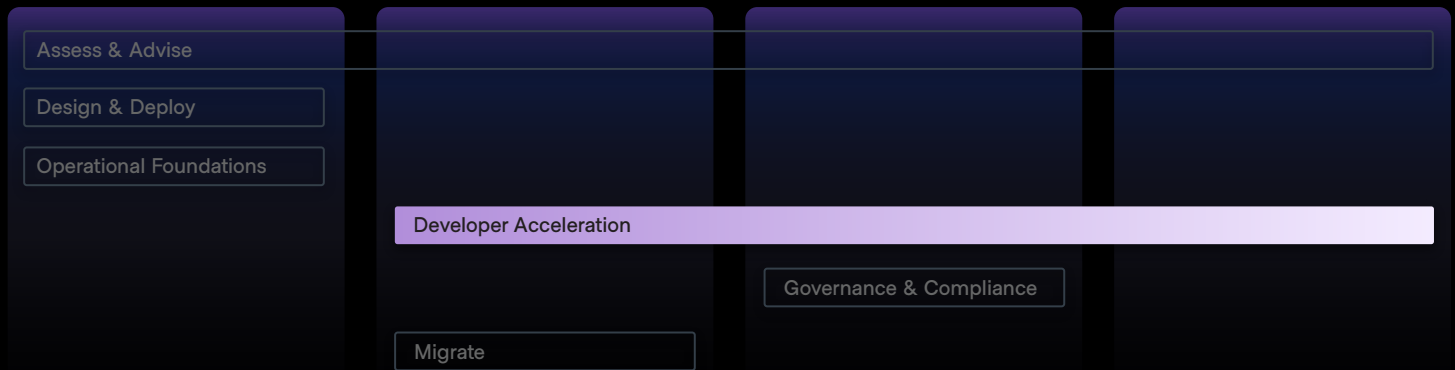 Assess & Advise
Design & Deploy
Operational Foundations
Developer Acceleration
Governance & Compliance
Migrate